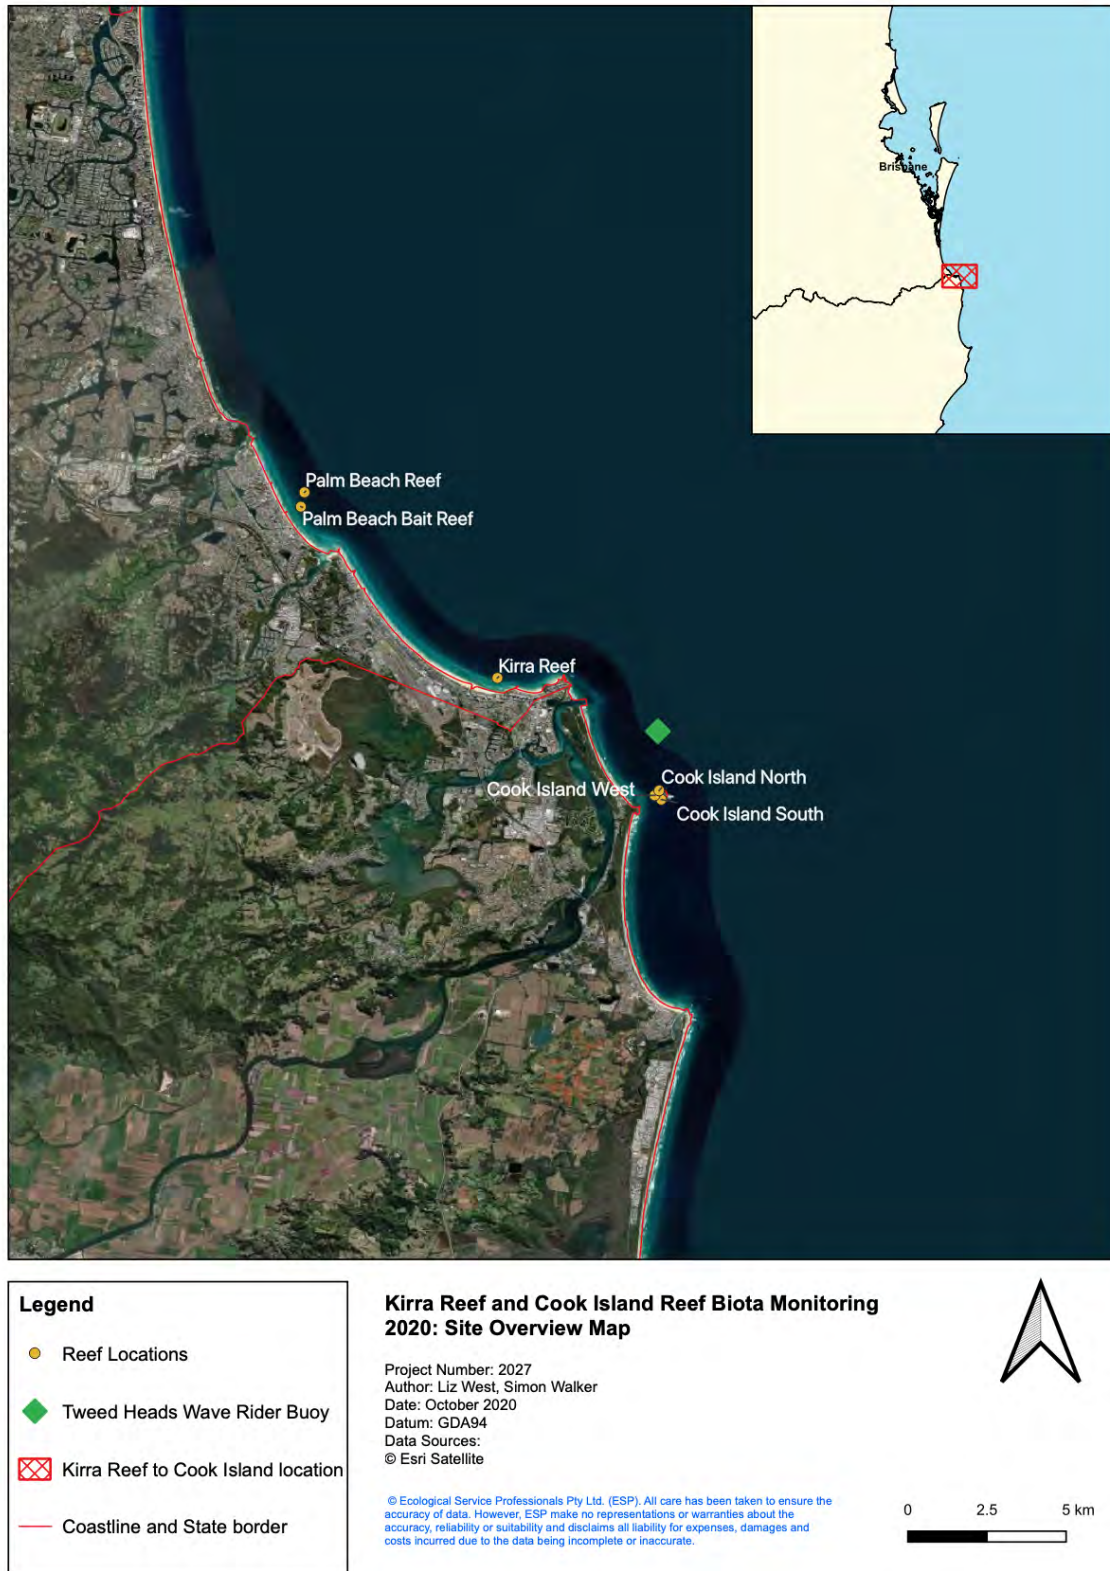 Brisbane
Palm Beach Reef
Palm Beach Bait Reef
Kirra Reef
Cook Island North
Cook Island West
Cook Island South
Legend
Reef Locations
Tweed Heads Wave Rider Buoy
Kirra Reef to Cook Island location
Coastline and State border
Kirra Reef and Cook Island Reef Biota Monitoring
2020: Site Overview Map
Project Number: 2027
Author: Liz West, Simon Walker
Date: October 2020
Datum: GDA94
Data Sources:
© Esri Satellite
© Ecological Service Professionals Pty Ltd. (ESP). All care has been taken to ensure the
accuracy of data. However, ESP make no representations or warranties about the
accuracy, reliability or suitability and disclaims all liability for expenses, damages and
costs incurred due to the data being incomplete or inaccurate.
0 2.5 5 km